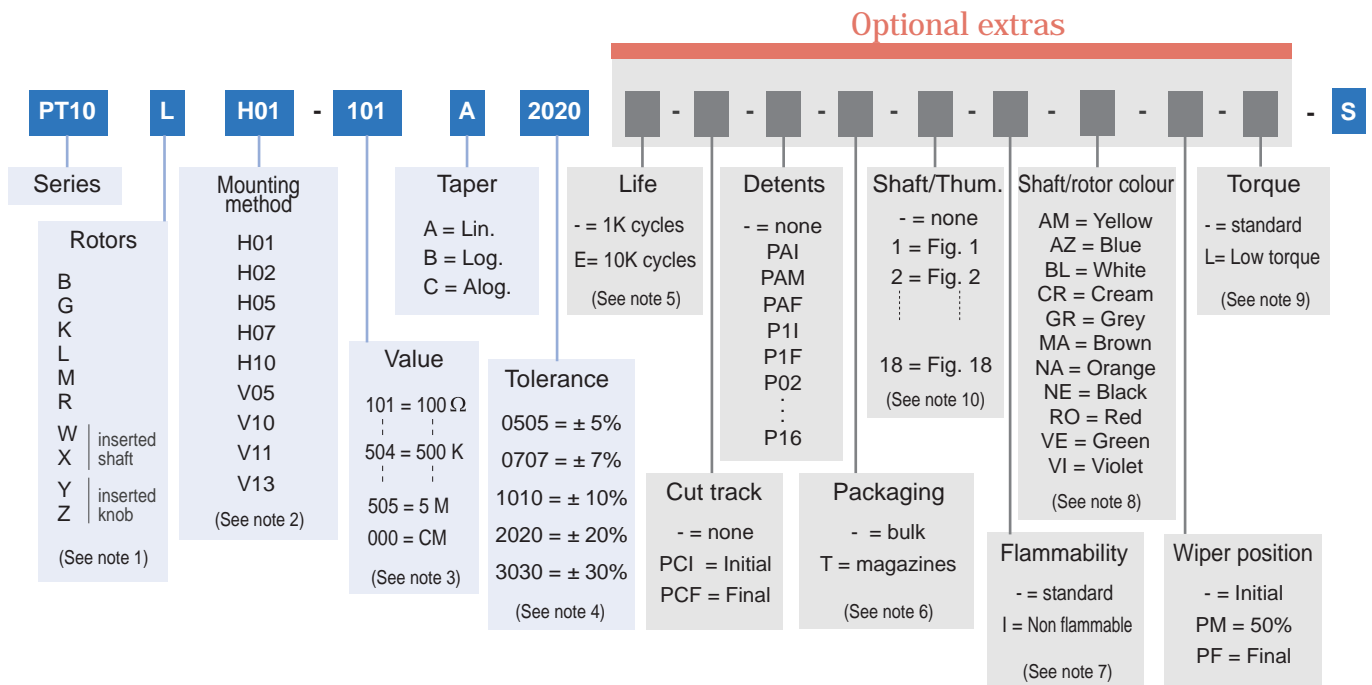 Optional extras
PT10 L H01 - 101 A 2020 - - - - - - - - - S
Series
Rotors
B
G
K
L
M
R
W
X
inserted
shaft
Y
Z
inserted
knob
(See note 1)
Mounting
method
H01
H02
H05
H07
H10
V05
V10
V11
V13
(See note 2)
Value
101 = 100 Ω
504 = 500 K
505 = 5 M
000 = CM
(See note 3)
Taper
A = Lin.
B = Log.
C = Alog.
Tolerance
0505 = ± 5%
0707 = ± 7%
1010 = ± 10%
2020 = ± 20%
3030 = ± 30%
(See note 4)
Life
- = 1K cycles
E= 10K cycles
(See note 5)
Cut track
- = none
PCI = Initial
PCF = Final
Detents
- = none
PAI
PAM
PAF
P1I
P1F
P02
:
P16
Packaging
- = bulk
T = magazines
(See note 6)
Shaft/Thum.
- = none
1 = Fig. 1
2 = Fig. 2
18 = Fig. 18
(See note 10)
Flammability
- = standard
I = Non flammable
(See note 7)
Shaft/rotor colour
AM = Yellow
AZ = Blue
BL = White
CR = Cream
GR = Grey
MA = Brown
NA = Orange
NE = Black
RO = Red
VE = Green
VI = Violet
(See note 8)
Wiper position
- = Initial
PM = 50%
PF = Final
Torque
- = standard
L= Low torque
(See note 9)